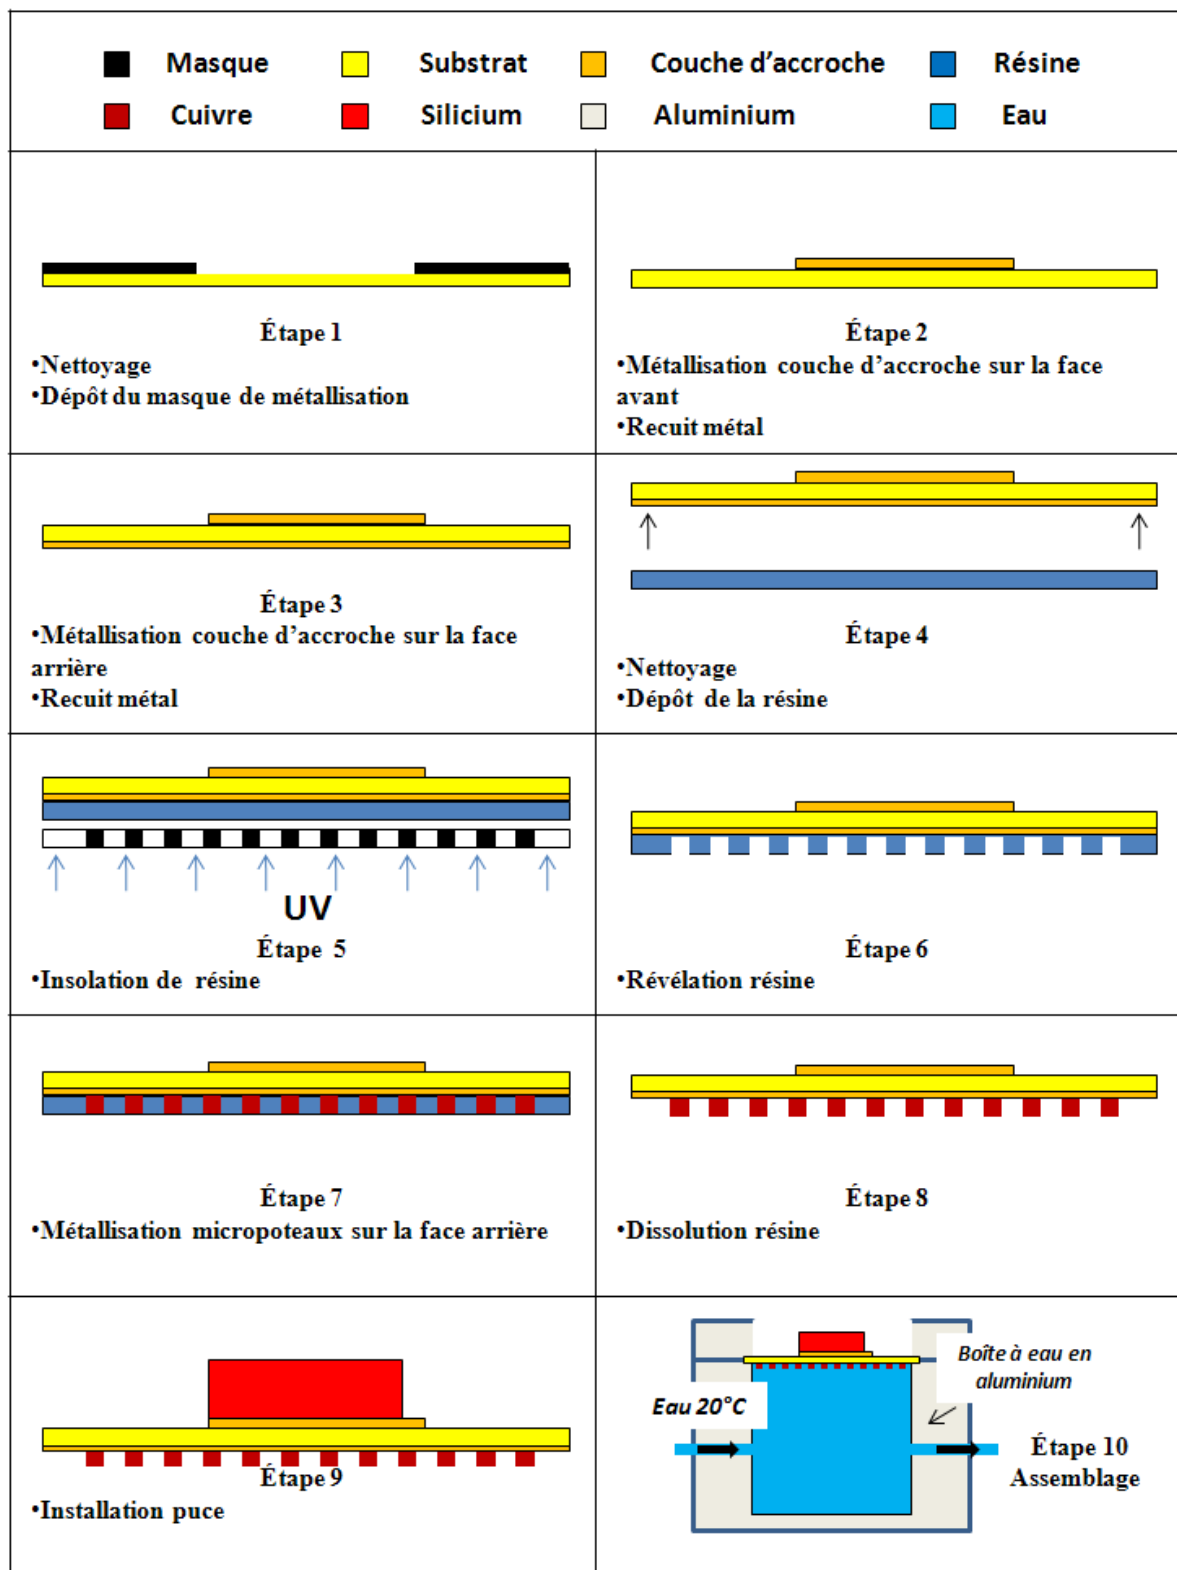 Masque Substrat Couche d'accroche Résine
Cuivre Silicium Aluminium Eau
Étape 1
•Nettoyage
•Dépôt du masque de métallisation
Étape 2
•Métallisation couche d'accroche sur la face
avant
•Recuit métal
Étape 3
•Métallisation couche d'accroche sur la face
arrière
•Recuit métal
Étape 4
•Nettoyage
•Dépôt de la résine
UV
Étape 5
•Insolation de résine
Étape 6
•Révélation résine
Étape 7
•Métallisation micropoteaux sur la face arrière
Étape 8
•Dissolution résine
Étape 9
•Installation puce
Boîte à eau en
aluminium
Eau 20°C
Étape 10
Assemblage